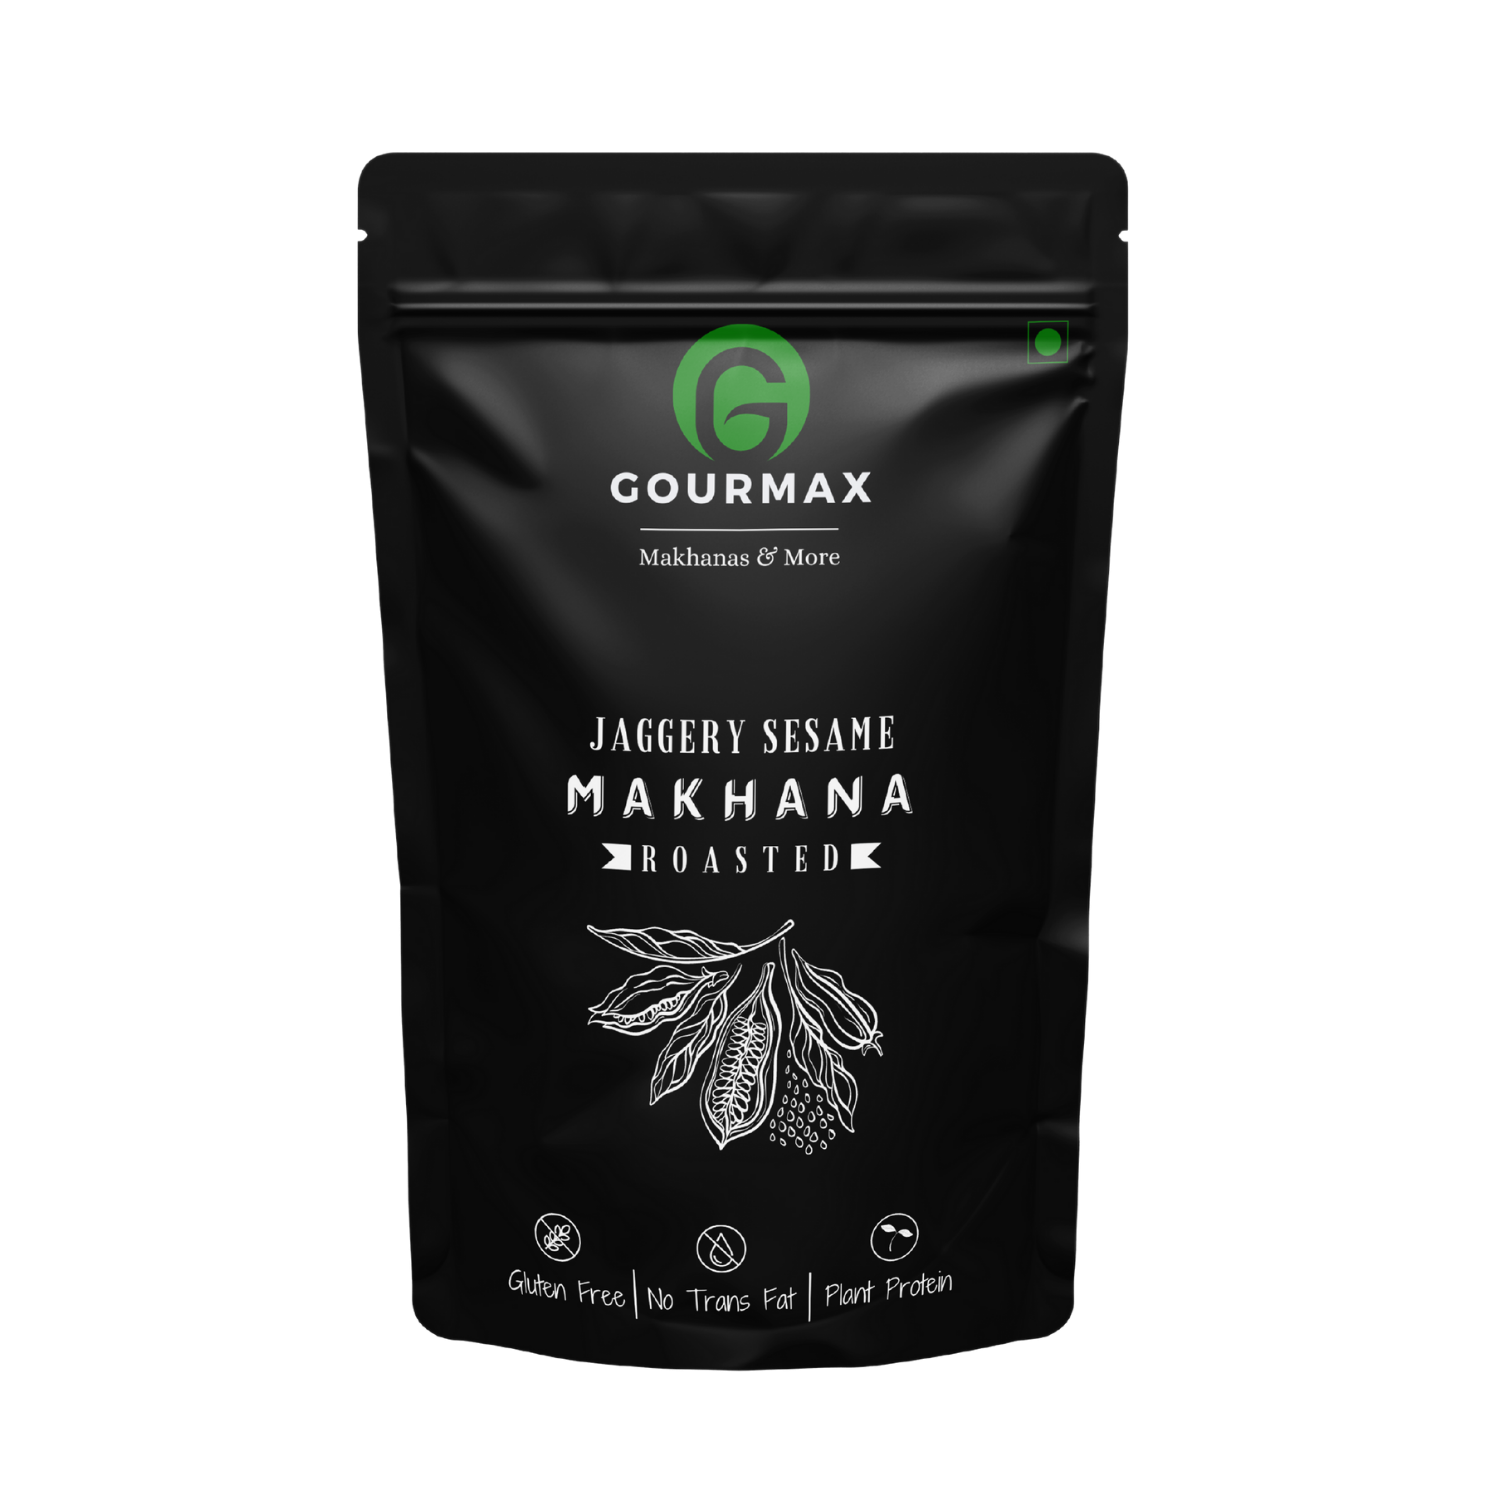 GOURMAX
Makhanas & More
JAGGERY SESAME
MAKHANA
ROASTED
Gluten Free | No Trans Fat | Plant Protein